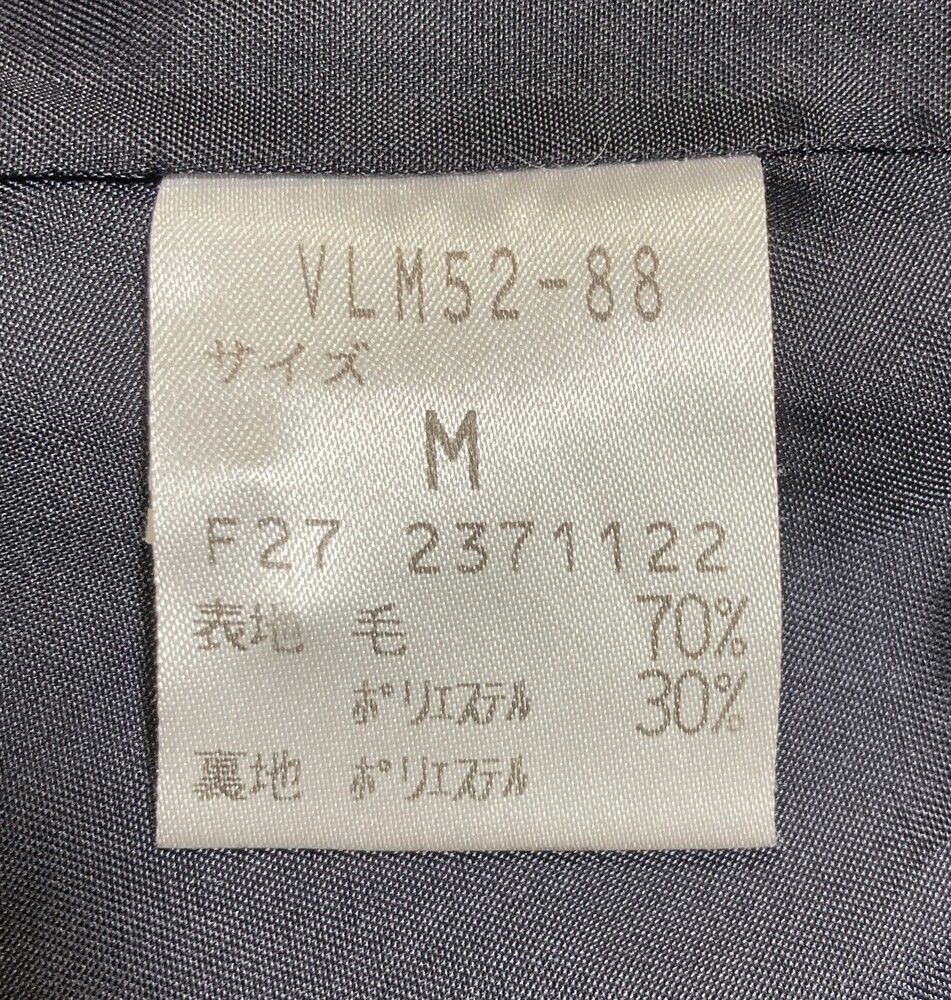 VLM52-88
サイズ
M
F27 2371122
表地 毛 70%
ポリエステル 30%
裏地 ポリエステル